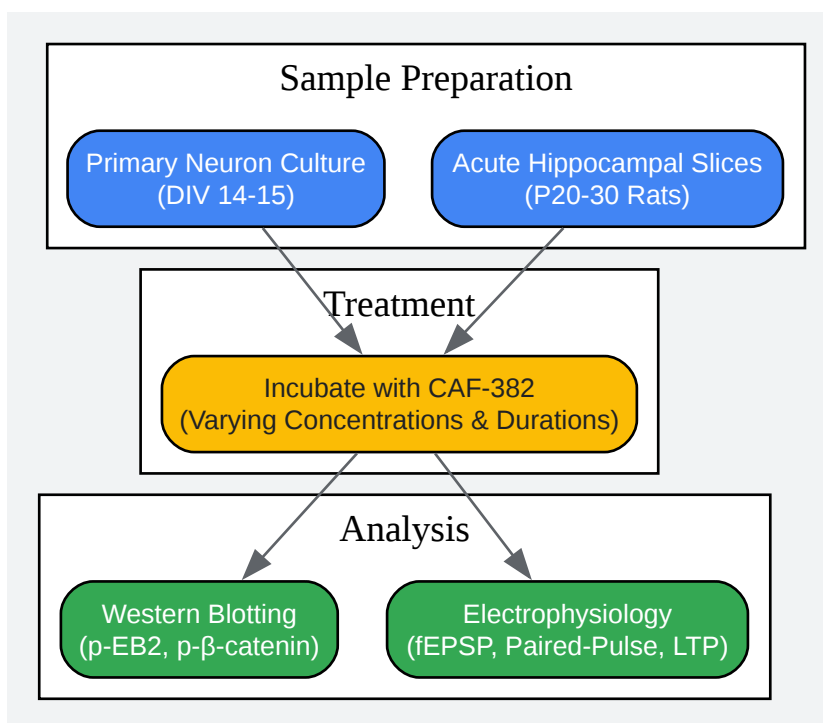 Sample Preparation
Primary Neuron Culture
(DIV 14-15)
Acute Hippocampal Slices
(P20-30 Rats)
Treatment
Incubate with CAF-382
(Varying Concentrations & Durations)
Analysis
Western Blotting
(p-EB2, p-β-catenin)
Electrophysiology
(fEPSP, Paired-Pulse, LTP)